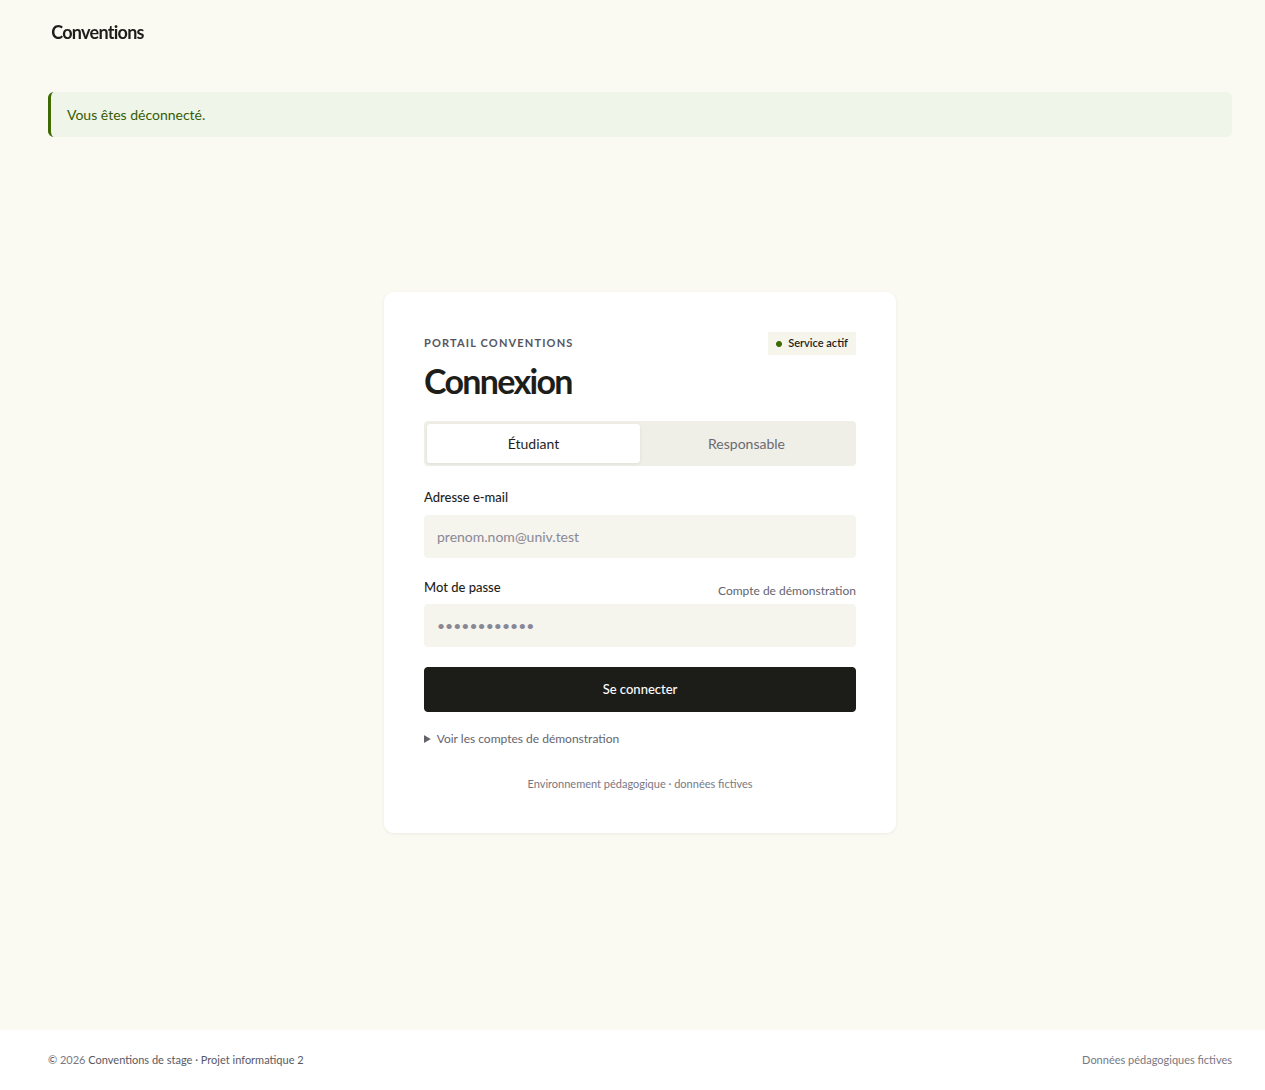 Conventions
Vous êtes déconnecté.
PORTAIL CONVENTIONS
Service actif
Connexion
Étudiant
Responsable
Adresse e-mail
prenom.nom@univ.test
Mot de passe
Compte de démonstration
••••••••••••
Se connecter
Voir les comptes de démonstration
Environnement pédagogique · données fictives
© 2026 Conventions de stage · Projet informatique 2
Données pédagogiques fictives